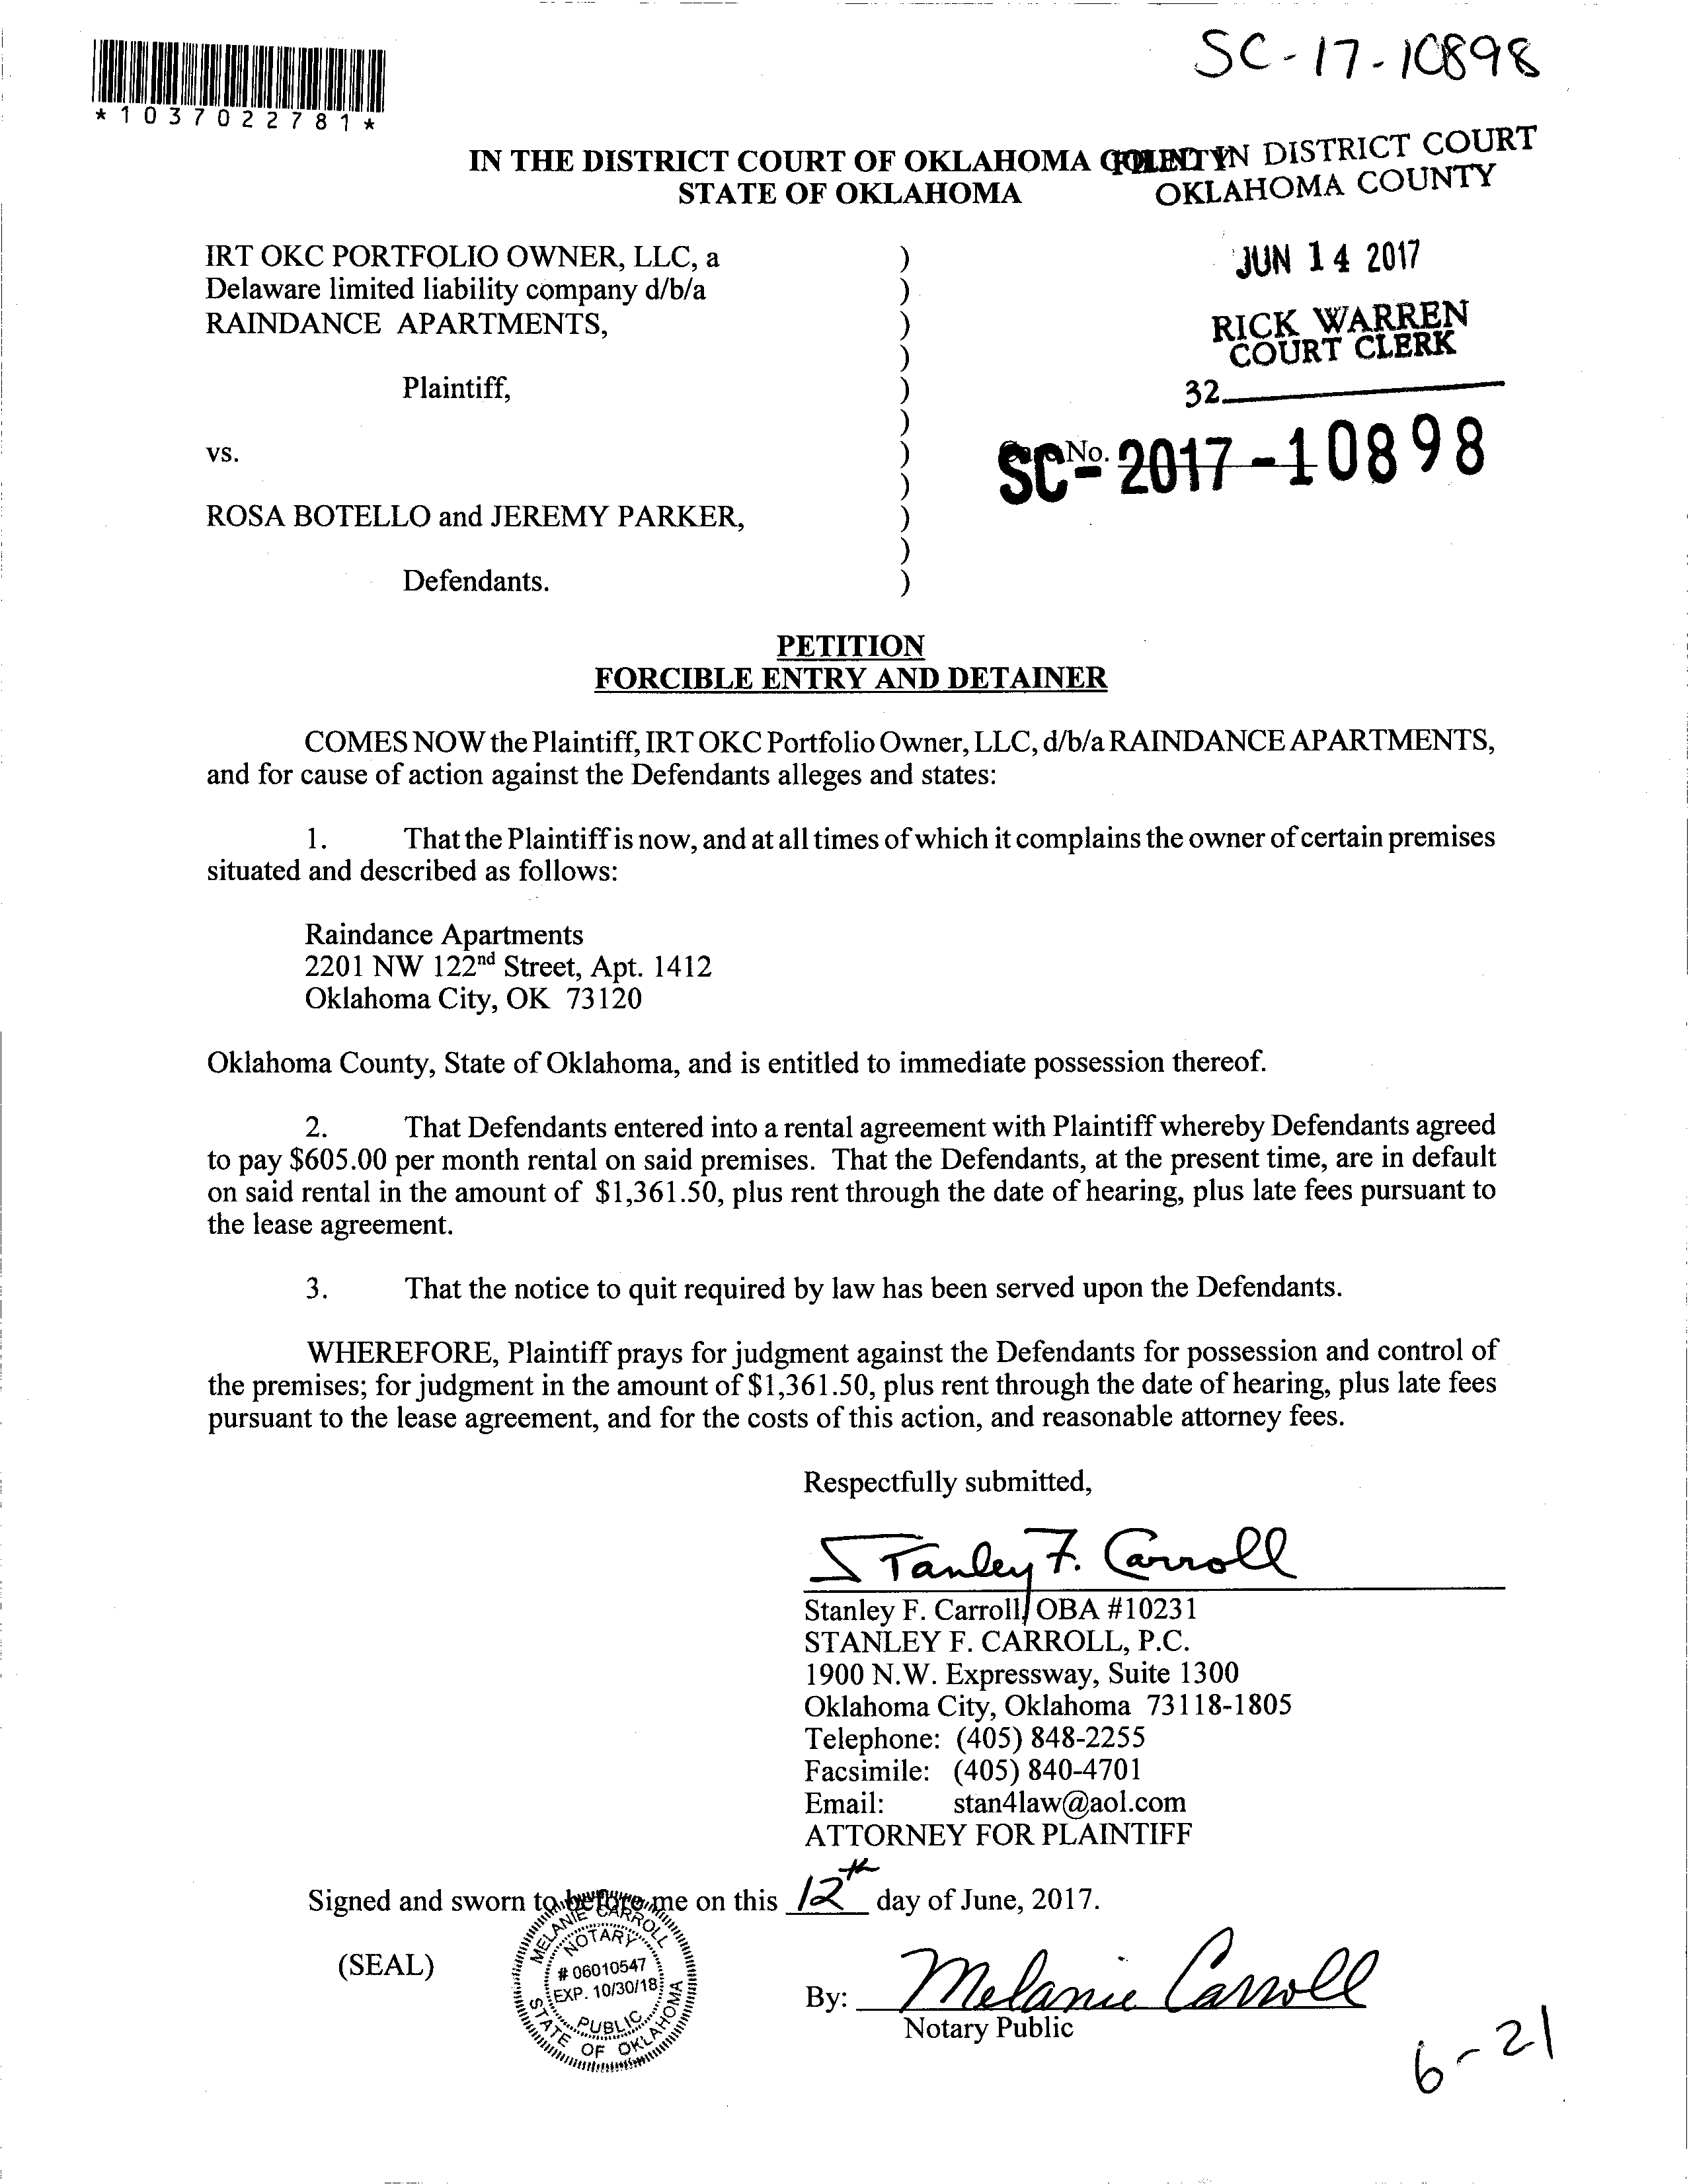 SC-17-10898
*1037022781*
IN THE DISTRICT COURT OF OKLAHOMA COUNTY
STATE OF OKLAHOMA
FILED IN DISTRICT COURT
OKLAHOMA COUNTY
JUN 14 2017
RICK WARREN
COURT CLERK
32
IRT OKC PORTFOLIO OWNER, LLC, a )
Delaware limited liability company d/b/a )
RAINDANCE APARTMENTS, )
)
Plaintiff, )
)
vs. ) Case No.
SC-2017-10898
)
ROSA BOTELLO and JEREMY PARKER, )
)
Defendants. )
PETITION
FORCIBLE ENTRY AND DETAINER
COMES NOW the Plaintiff, IRT OKC Portfolio Owner, LLC, d/b/a RAINDANCE APARTMENTS,
and for cause of action against the Defendants alleges and states:
1. That the Plaintiff is now, and at all times of which it complains the owner of certain premises
situated and described as follows:
Raindance Apartments
2201 NW 122nd Street, Apt. 1412
Oklahoma City, OK 73120
Oklahoma County, State of Oklahoma, and is entitled to immediate possession thereof.
2. That Defendants entered into a rental agreement with Plaintiff whereby Defendants agreed
to pay $605.00 per month rental on said premises. That the Defendants, at the present time, are in default
on said rental in the amount of $1,361.50, plus rent through the date of hearing, plus late fees pursuant to
the lease agreement.
3. That the notice to quit required by law has been served upon the Defendants.
WHEREFORE, Plaintiff prays for judgment against the Defendants for possession and control of
the premises; for judgment in the amount of $1,361.50, plus rent through the date of hearing, plus late fees
pursuant to the lease agreement, and for the costs of this action, and reasonable attorney fees.
Respectfully submitted,
Stanley F. Carroll
Stanley F. Carroll, OBA #10231
STANLEY F. CARROLL, P.C.
1900 N.W. Expressway, Suite 1300
Oklahoma City, Oklahoma 73118-1805
Telephone: (405) 848-2255
Facsimile: (405) 840-4701
Email: stan4law@aol.com
ATTORNEY FOR PLAINTIFF
Signed and sworn to before me on this 12th day of June, 2017.
(SEAL)
MELANIE CARROLL
NOTARY
# 06010547
EXP. 10/30/18
PUBLIC
STATE OF OKLAHOMA
By: Melanie Carroll
Notary Public
6-21